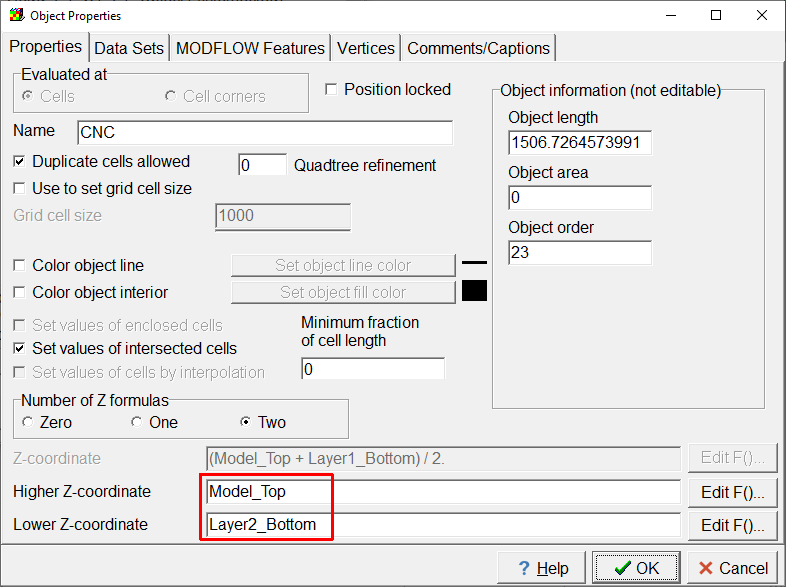 Object Properties
Properties
Data Sets
MODFLOW Features
Vertices
Comments/Captions
Evaluated at
Cells
Cell corners
Position locked
Name
CNC
Duplicate cells allowed
0
Quadtree refinement
Use to set grid cell size
Grid cell size
1000
Color object line
Set object line color
Color object interior
Set object fill color
Set values of enclosed cells
Set values of intersected cells
Set values of cells by interpolation
Minimum fraction
of cell length
0
Object information (not editable)
Object length
1506.7264573991
Object area
0
Object order
23
Number of Z formulas
Zero
One
Two
Z-coordinate
(Model_Top + Layer1_Bottom) / 2.
Edit F()...
Higher Z-coordinate
Model_Top
Edit F()...
Lower Z-coordinate
Layer2_Bottom
Edit F()...
? Help
OK
Cancel